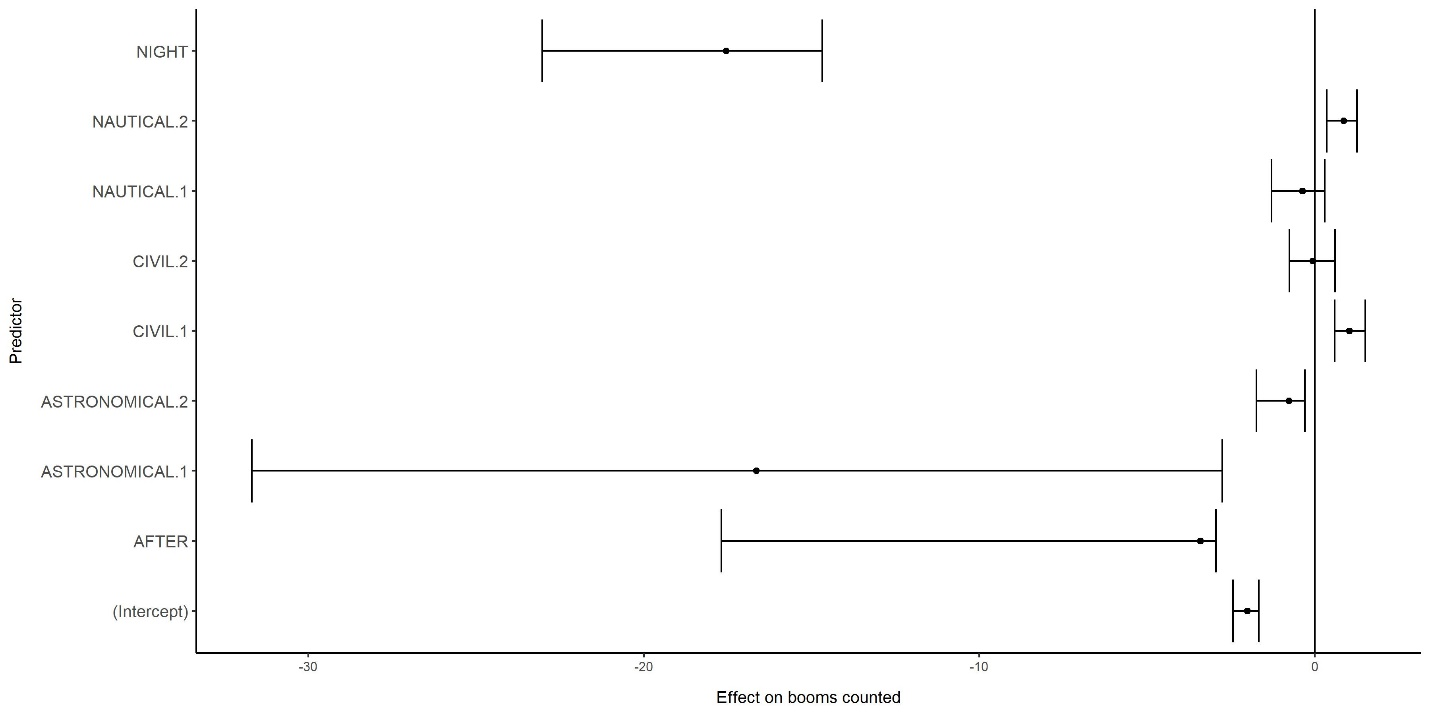 NIGHT
NAUTICAL.2
NAUTICAL.1
CIVIL.2
CIVIL.1
ASTRONOMICAL.2
ASTRONOMICAL.1
AFTER
(Intercept)
Predictor
-30 -20 -10 0
Effect on booms counted